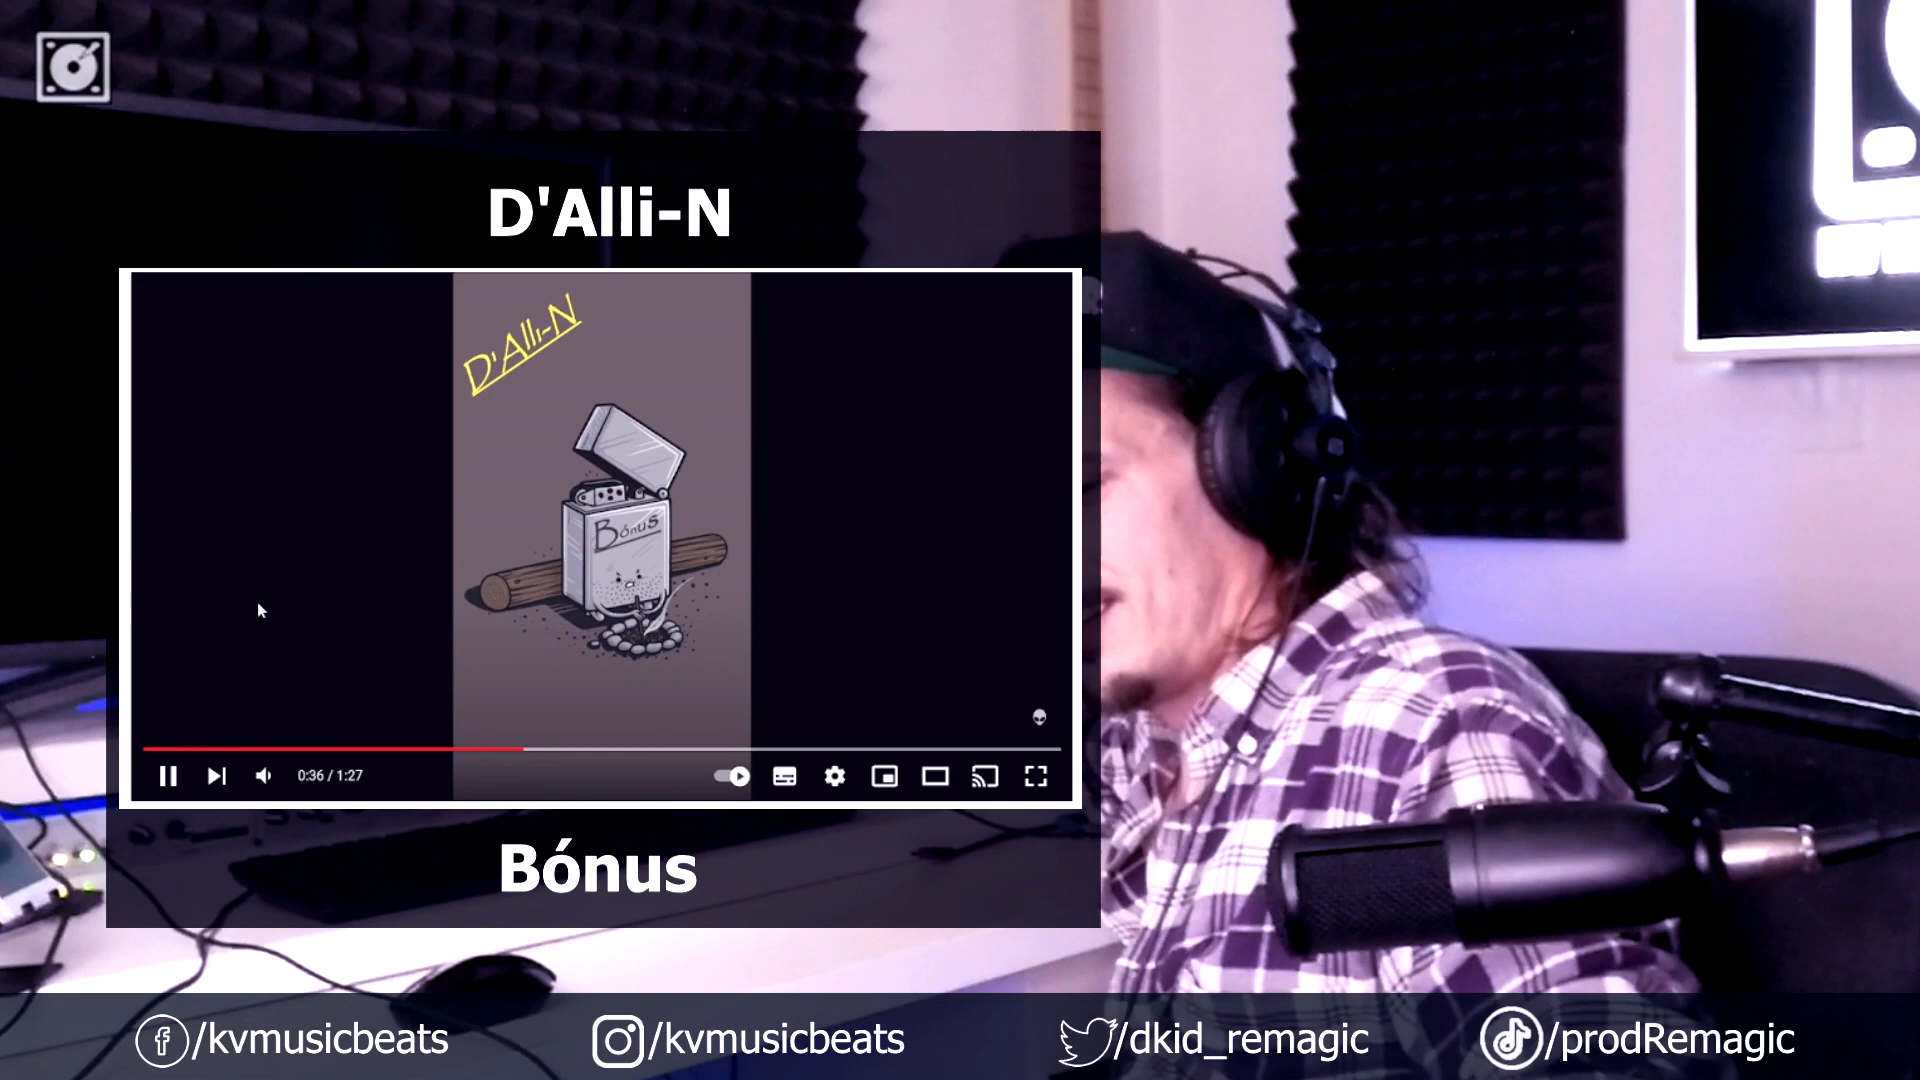 D'Alli-N
D'Alli-N
Bónus
0:36 / 1:27
Bónus
/kvmusicbeats
/kvmusicbeats
/dkid_remagic
/prodRemagic